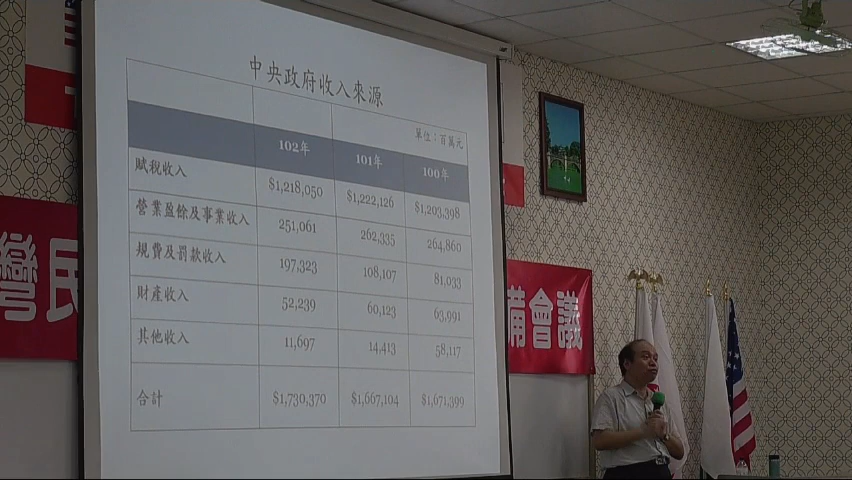 中央政府收入來源
單位：百萬元
102年 101年 100年
賦稅收入 $1,218,050 $1,222,126 $1,203,398
營業盈餘及事業收入 251,061 262,335 264,860
規費及罰款收入 197,323 108,107 81,033
財產收入 52,239 60,123 63,991
其他收入 11,697 14,413 58,117
合計 $1,730,370 $1,667,104 $1,671,399
灣民
備會議